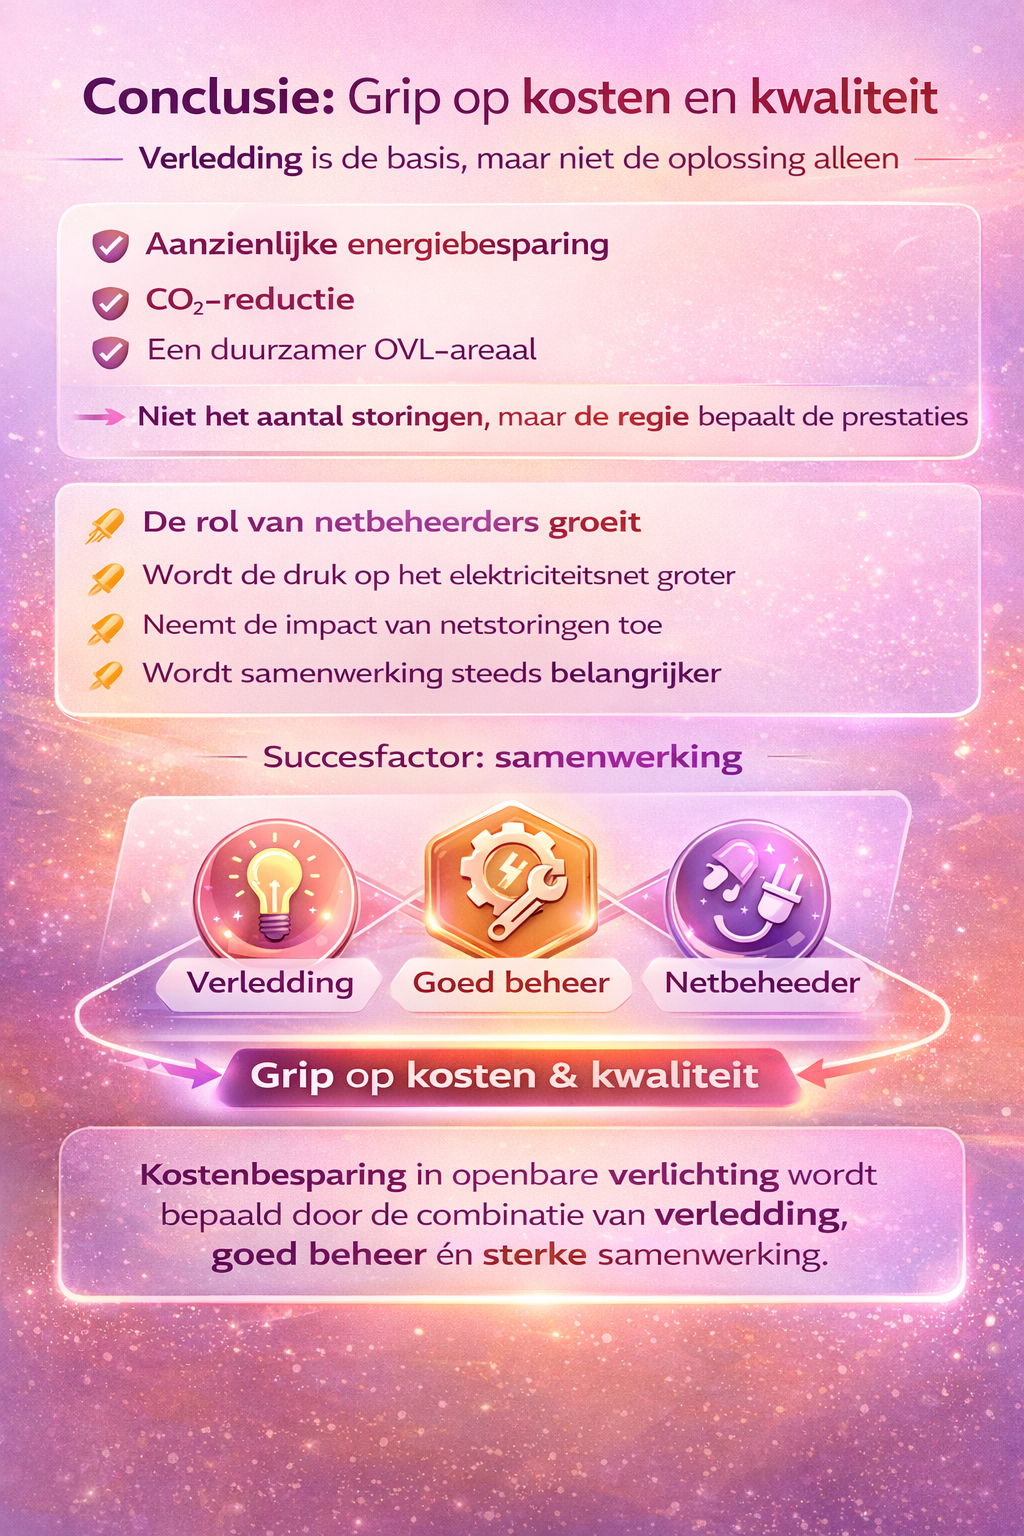 Conclusie: Grip op kosten en kwaliteit
Verledding is de basis, maar niet de oplossing alleen
Aanzienlijke energiebesparing
CO₂-reductie
Een duurzamer OVL-areaal
Niet het aantal storingen, maar de regie bepaalt de prestaties
De rol van netbeheerders groeit
Wordt de druk op het elektriciteitsnet groter
Neemt de impact van netstoringen toe
Wordt samenwerking steeds belangrijker
Succesfactor: samenwerking
Verledding
Goed beheer
Netbeheeder
Grip op kosten & kwaliteit
Kostenbesparing in openbare verlichting wordt
bepaald door de combinatie van verledding,
goed beheer én sterke samenwerking.